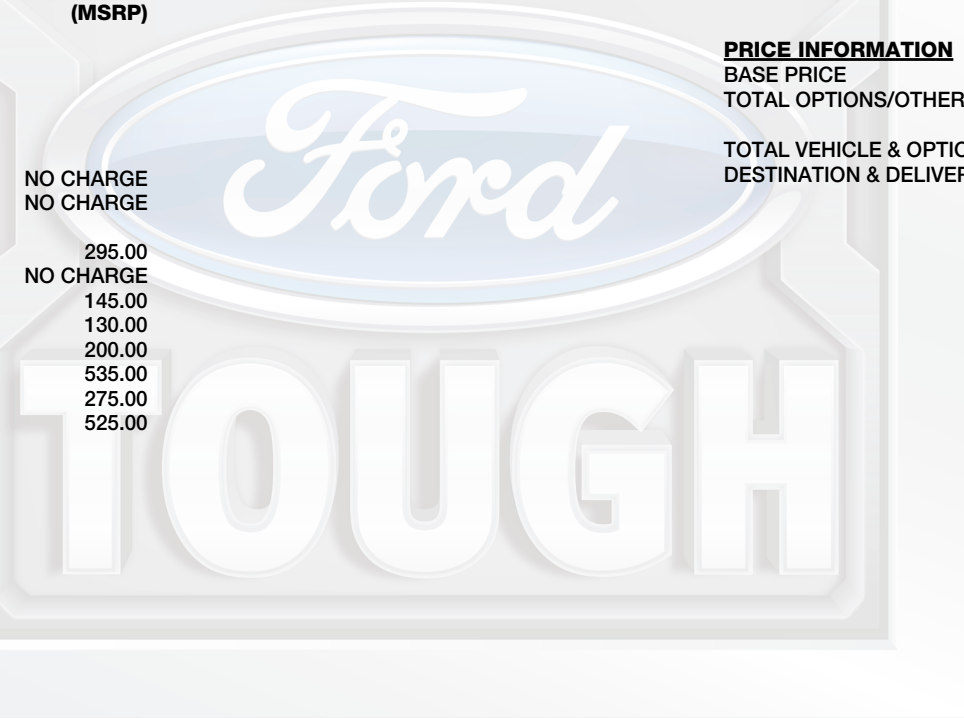 (MSRP)
NO CHARGE
NO CHARGE
295.00
NO CHARGE
145.00
130.00
200.00
535.00
275.00
525.00
PRICE INFORMATION
BASE PRICE
TOTAL OPTIONS/OTHER
TOTAL VEHICLE & OPTIO
DESTINATION & DELIVER
Ford
TOUGH